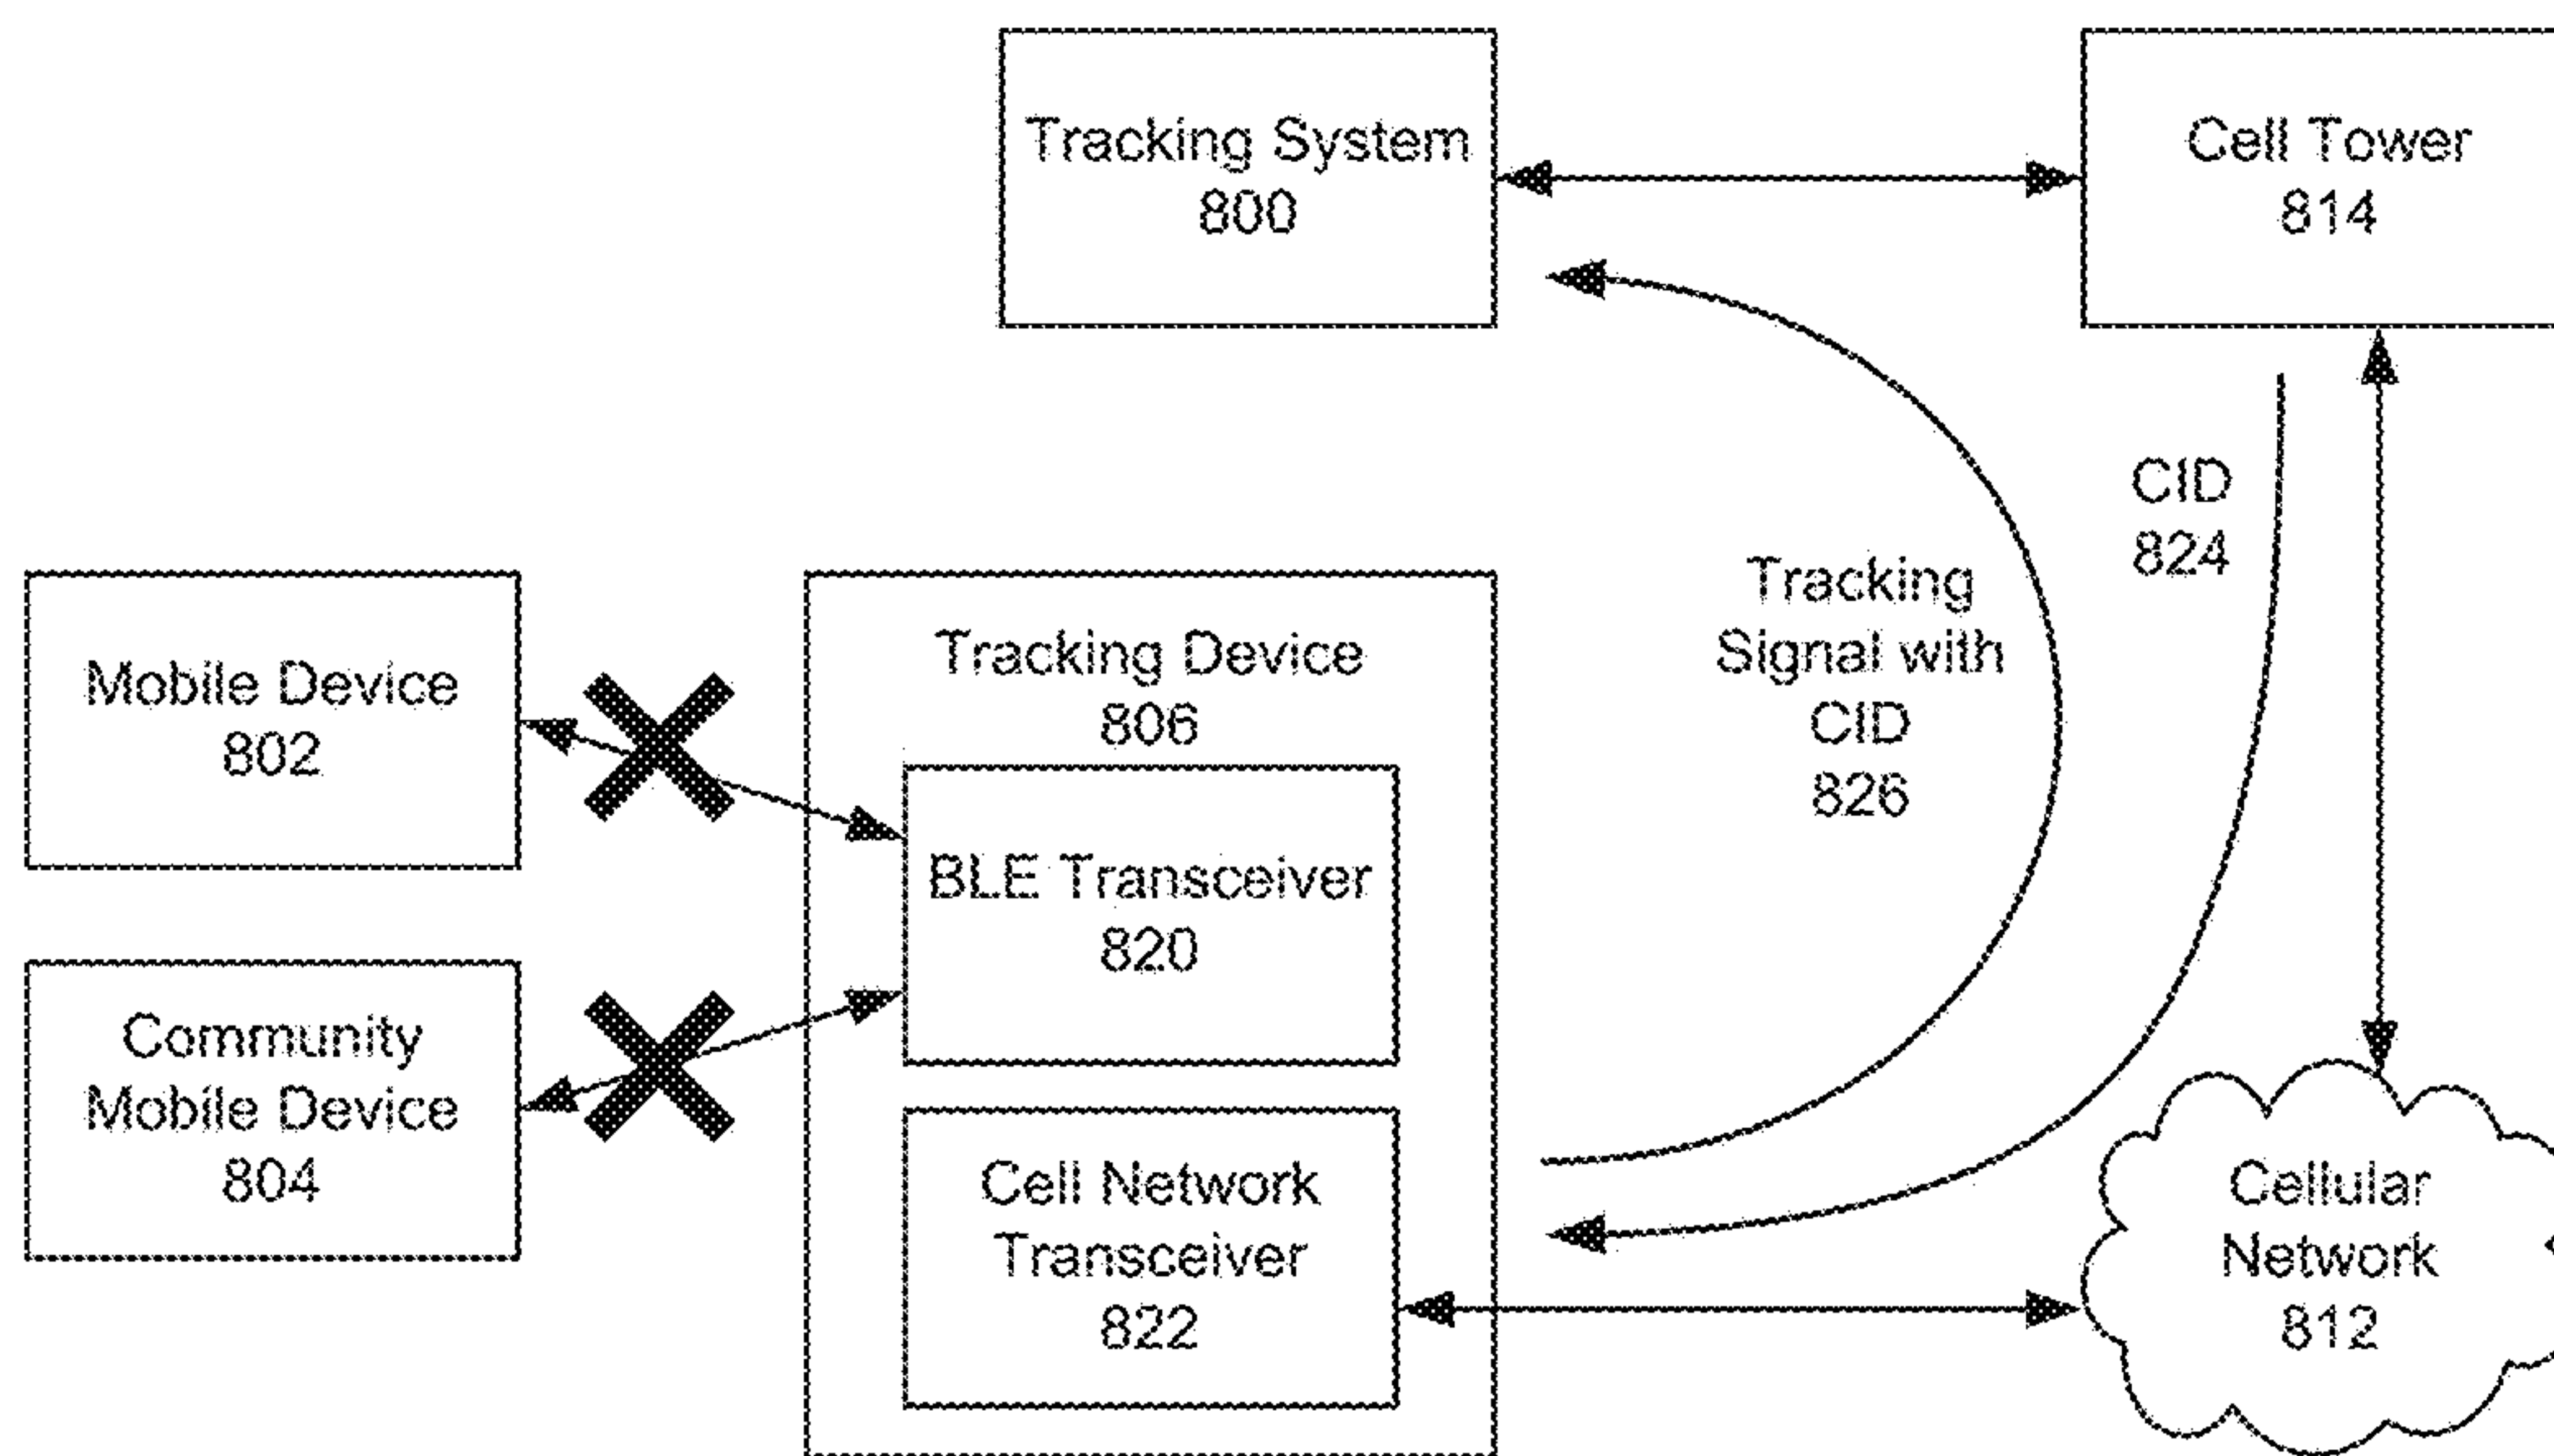 Tracking System
800
Cell Tower
814
CID
824
Tracking
Signal with
CID
826
Mobile Device
802
Tracking Device
806
BLE Transceiver
820
Community
Mobile Device
804
Cell Network
Transceiver
822
Cellular
Network
812